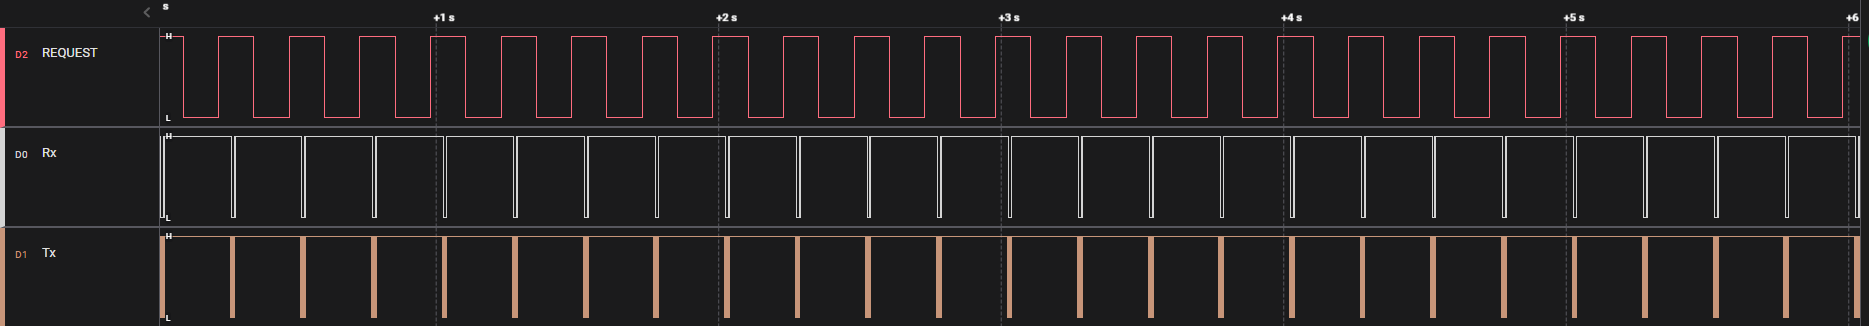 s
+1 s
+2 s
+3 s
+4 s
+5 s
+6
D2 REQUEST
H
L
D0 Rx
H
L
D1 Tx
H
L